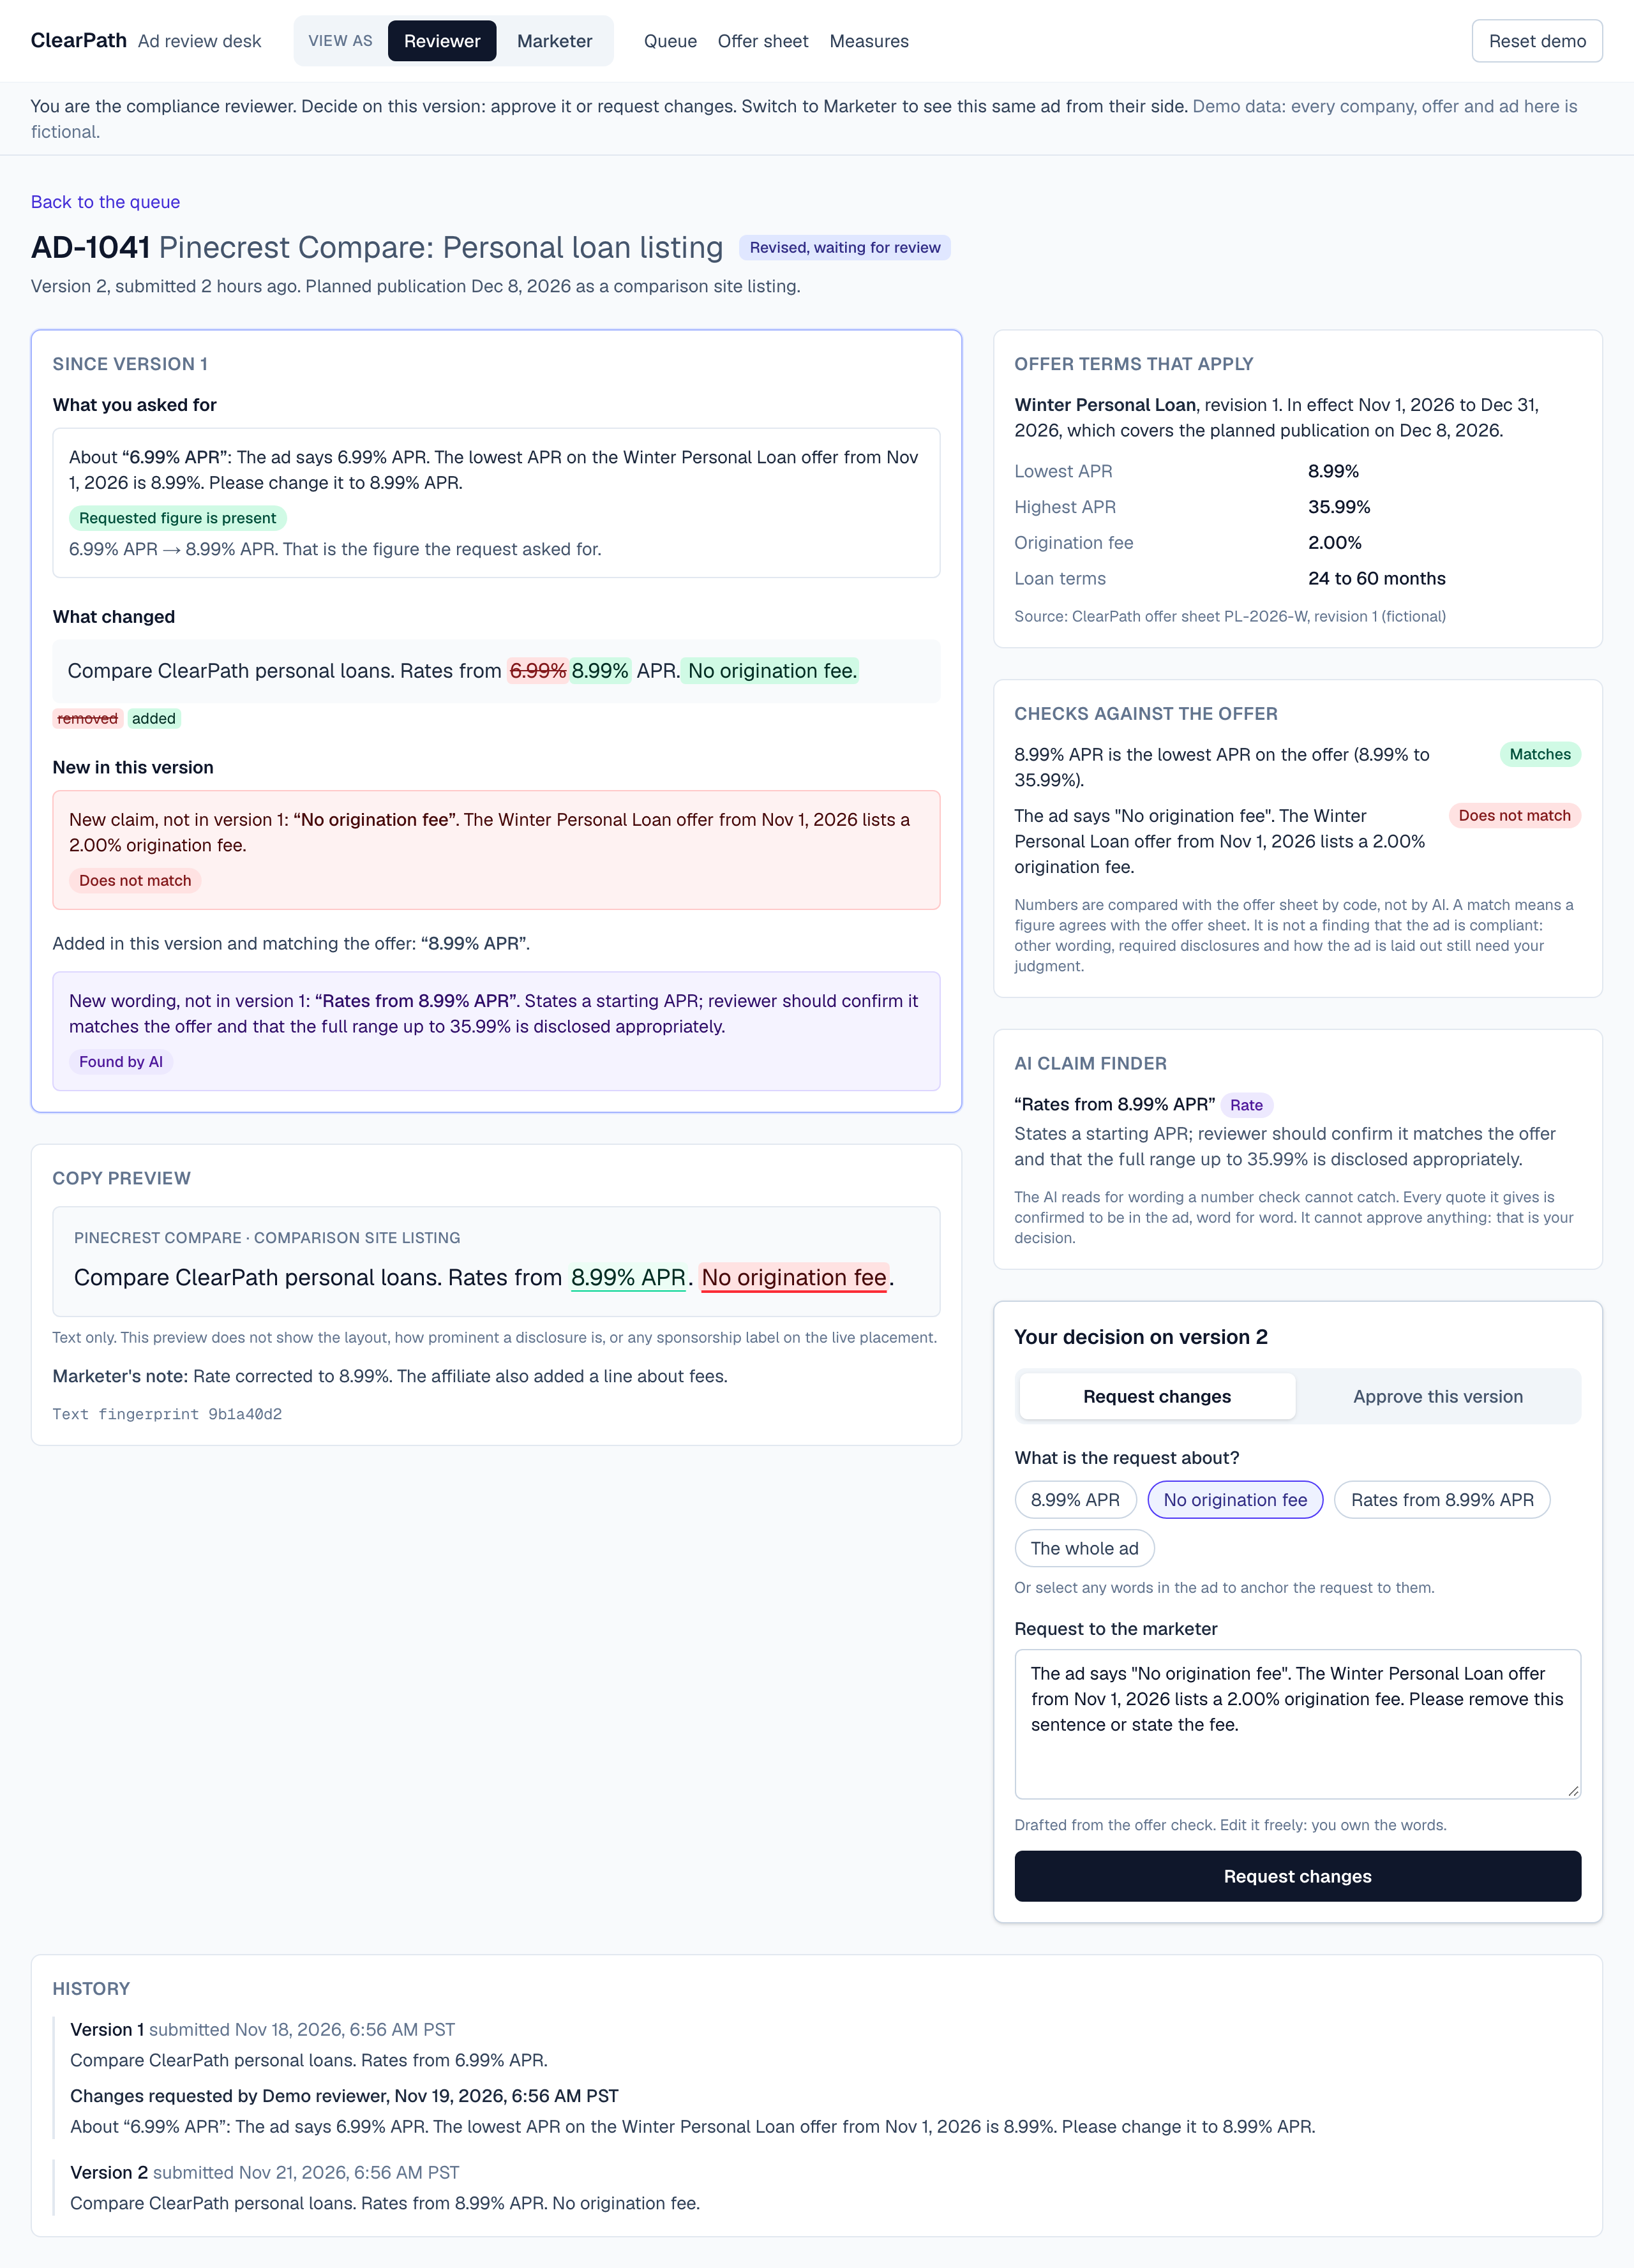 ClearPath Ad review desk VIEW AS Reviewer Marketer Queue Offer sheet Measures Reset demo
You are the compliance reviewer. Decide on this version: approve it or request changes. Switch to Marketer to see this same ad from their side. Demo data: every company, offer and ad here is
fictional.
Back to the queue
AD-1041 Pinecrest Compare: Personal loan listing Revised, waiting for review
Version 2, submitted 2 hours ago. Planned publication Dec 8, 2026 as a comparison site listing.
SINCE VERSION 1
What you asked for
About “6.99% APR”: The ad says 6.99% APR. The lowest APR on the Winter Personal Loan offer from Nov
1, 2026 is 8.99%. Please change it to 8.99% APR.
Requested figure is present
6.99% APR → 8.99% APR. That is the figure the request asked for.
What changed
Compare ClearPath personal loans. Rates from 6.99% 8.99% APR. No origination fee.
removed added
New in this version
New claim, not in version 1: “No origination fee”. The Winter Personal Loan offer from Nov 1, 2026 lists a
2.00% origination fee.
Does not match
Added in this version and matching the offer: “8.99% APR”.
New wording, not in version 1: “Rates from 8.99% APR”. States a starting APR; reviewer should confirm it
matches the offer and that the full range up to 35.99% is disclosed appropriately.
Found by AI
COPY PREVIEW
PINECREST COMPARE · COMPARISON SITE LISTING
Compare ClearPath personal loans. Rates from 8.99% APR. No origination fee.
Text only. This preview does not show the layout, how prominent a disclosure is, or any sponsorship label on the live placement.
Marketer's note: Rate corrected to 8.99%. The affiliate also added a line about fees.
Text fingerprint 9b1a40d2
OFFER TERMS THAT APPLY
Winter Personal Loan, revision 1. In effect Nov 1, 2026 to Dec 31,
2026, which covers the planned publication on Dec 8, 2026.
Lowest APR 8.99%
Highest APR 35.99%
Origination fee 2.00%
Loan terms 24 to 60 months
Source: ClearPath offer sheet PL-2026-W, revision 1 (fictional)
CHECKS AGAINST THE OFFER
8.99% APR is the lowest APR on the offer (8.99% to
35.99%).
Matches
The ad says "No origination fee". The Winter
Personal Loan offer from Nov 1, 2026 lists a 2.00%
origination fee.
Does not match
Numbers are compared with the offer sheet by code, not by AI. A match means a
figure agrees with the offer sheet. It is not a finding that the ad is compliant:
other wording, required disclosures and how the ad is laid out still need your
judgment.
AI CLAIM FINDER
“Rates from 8.99% APR” Rate
States a starting APR; reviewer should confirm it matches the offer
and that the full range up to 35.99% is disclosed appropriately.
The AI reads for wording a number check cannot catch. Every quote it gives is
confirmed to be in the ad, word for word. It cannot approve anything: that is your
decision.
Your decision on version 2
Request changes Approve this version
What is the request about?
8.99% APR No origination fee Rates from 8.99% APR
The whole ad
Or select any words in the ad to anchor the request to them.
Request to the marketer
The ad says "No origination fee". The Winter Personal Loan offer
from Nov 1, 2026 lists a 2.00% origination fee. Please remove this
sentence or state the fee.
Drafted from the offer check. Edit it freely: you own the words.
Request changes
HISTORY
Version 1 submitted Nov 18, 2026, 6:56 AM PST
Compare ClearPath personal loans. Rates from 6.99% APR.
Changes requested by Demo reviewer, Nov 19, 2026, 6:56 AM PST
About “6.99% APR”: The ad says 6.99% APR. The lowest APR on the Winter Personal Loan offer from Nov 1, 2026 is 8.99%. Please change it to 8.99% APR.
Version 2 submitted Nov 21, 2026, 6:56 AM PST
Compare ClearPath personal loans. Rates from 8.99% APR. No origination fee.